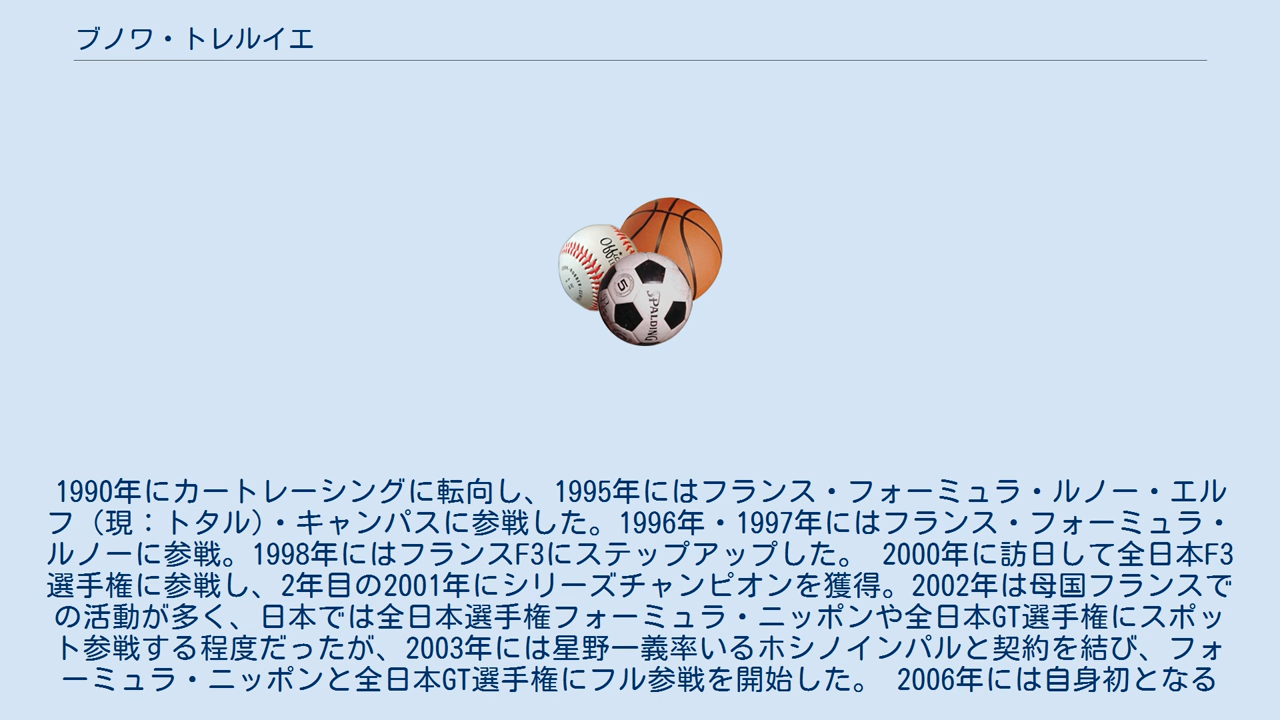 ブノワ・トレルイエ
Offic
5
SPALDING
1990年にカートレーシングに転向し、1995年にはフランス・フォーミュラ・ルノー・エル
フ（現：トタル）・キャンパスに参戦した。1996年・1997年にはフランス・フォーミュラ・
ルノーに参戦。1998年にはフランスF3にステップアップした。 2000年に訪日して全日本F3
選手権に参戦し、2年目の2001年にシリーズチャンピオンを獲得。2002年は母国フランスで
の活動が多く、日本では全日本選手権フォーミュラ・ニッポンや全日本GT選手権にスポッ
ト参戦する程度だったが、2003年には星野一義率いるホシノインパルと契約を結び、フォ
ーミュラ・ニッポンと全日本GT選手権にフル参戦を開始した。 2006年には自身初となる